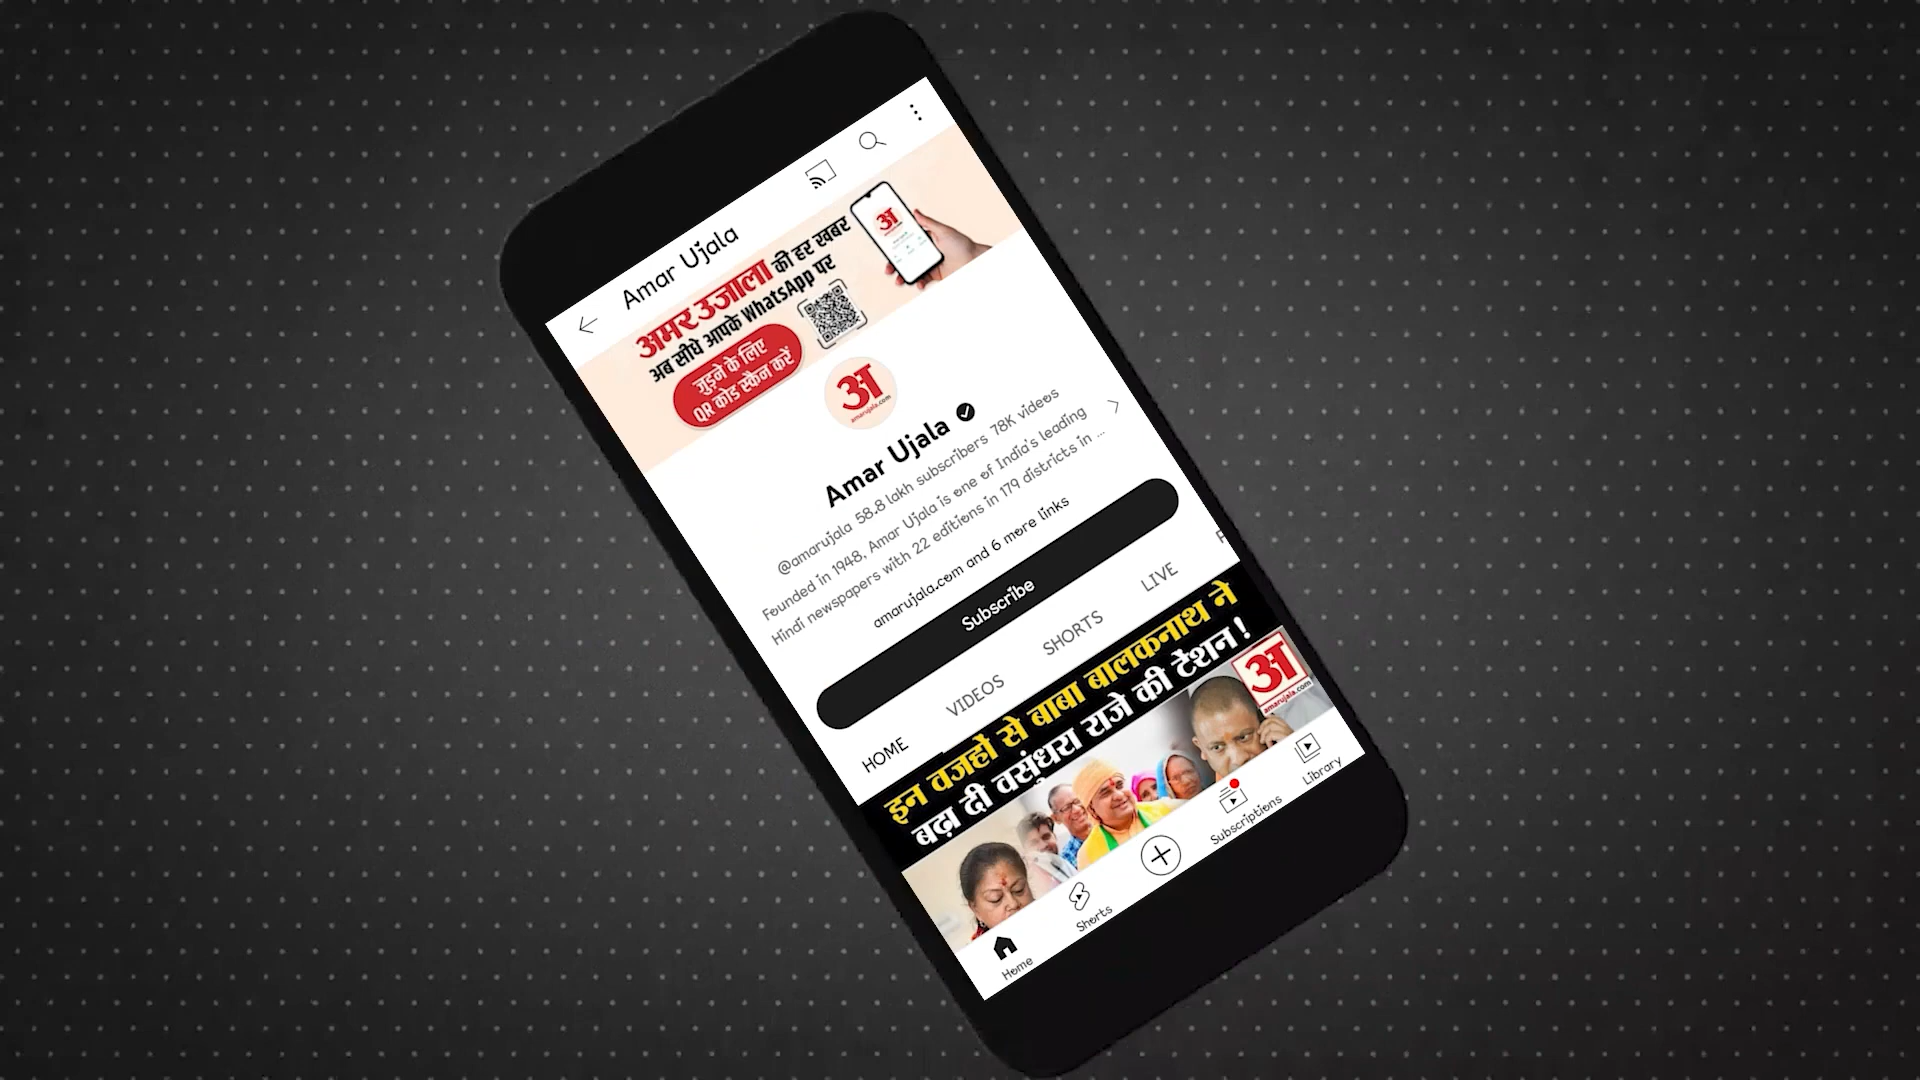 Amar Ujala
अमर उजाला की हर खबर
अब सीधे आपके WhatsApp पर
जुड़ने के लिए
QR कोड स्कैन करें
अ
अ
amarujala.com
Amar Ujala
@amarujala 58.8 lakh subscribers 78K videos
Founded in 1948, Amar Ujala is one of India's leading
Hindi newspapers with 22 editions in 179 districts in ...
amarujala.com and 6 more links
Subscribe
HOME VIDEOS SHORTS LIVE
इन वजहों से बाबा बालकनाथ ने
बढ़ा दी वसुंधरा राजे की टेंशन !
अ
amarujala.com
Home Shorts Subscriptions Library